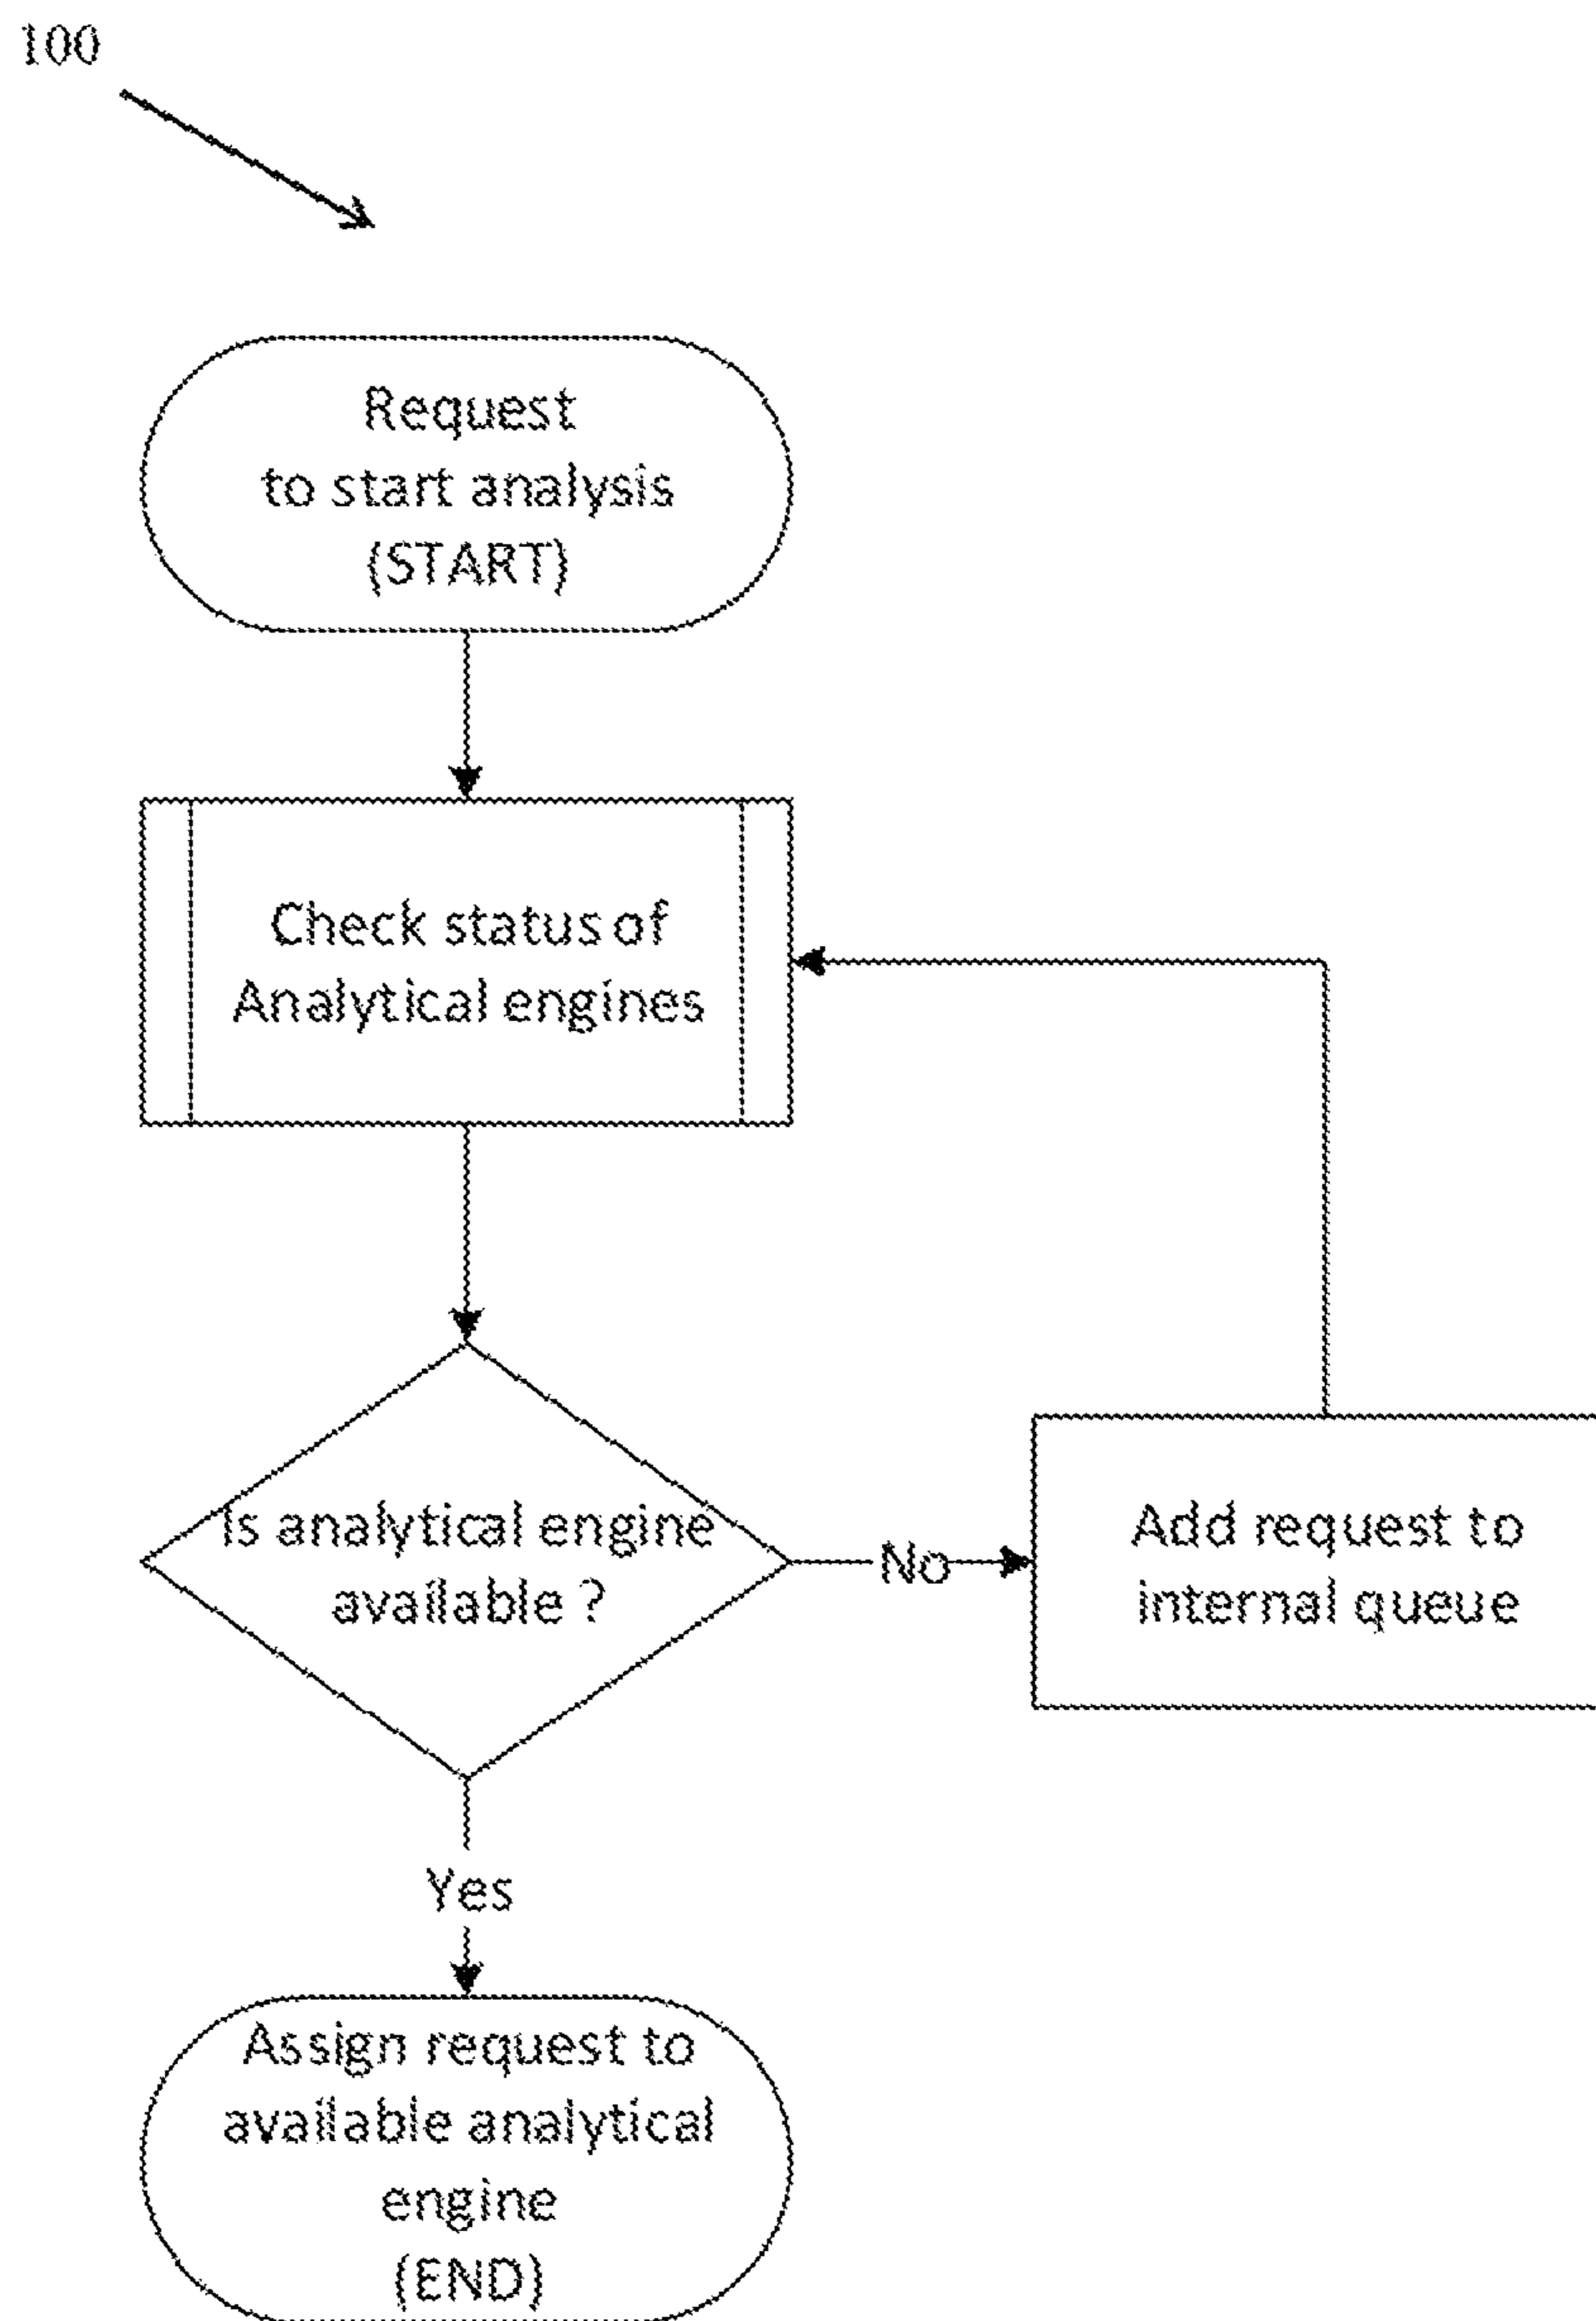 100
Request
to start analysis
(START)
Check status of
Analytical engines
Is analytical engine
available ?
No
Add request to
internal queue
Yes
Assign request to
available analytical
engine
(END)